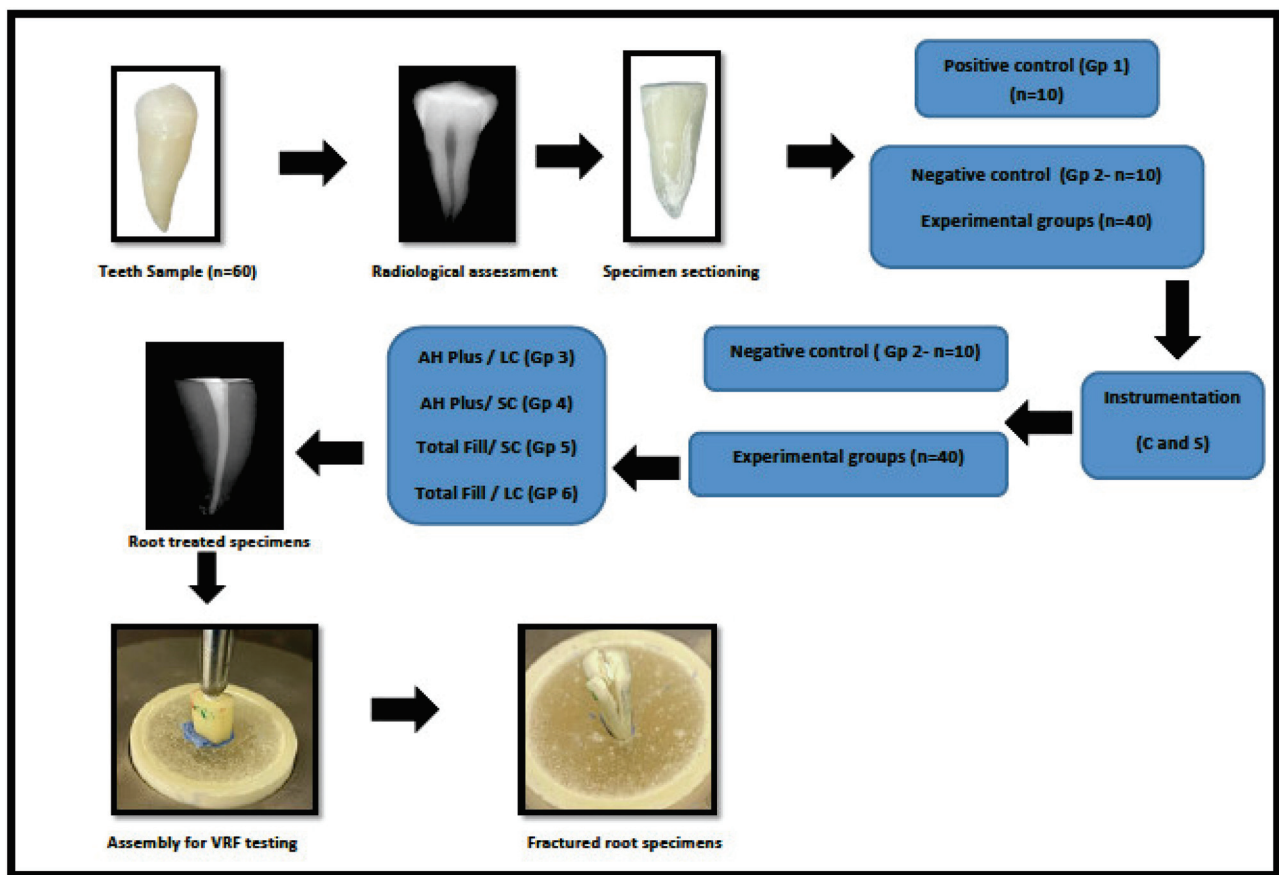 Positive control (Gp 1)
(n=10)
Negative control (Gp 2- n=10)
Experimental groups (n=40)
Teeth Sample (n=60)
Radiological assessment
Specimen sectioning
AH Plus / LC (Gp 3)
AH Plus/ SC (Gp 4)
Total Fill/ SC (Gp 5)
Total Fill / LC (GP 6)
Negative control ( Gp 2- n=10)
Experimental groups (n=40)
Instrumentation
(C and S)
Root treated specimens
Assembly for VRF testing
Fractured root specimens